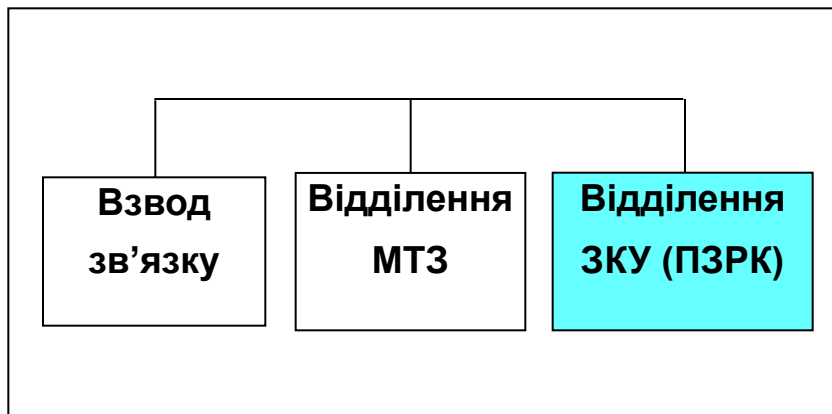 Взвод
зв’язку
Відділення
МТЗ
Відділення
ЗКУ (ПЗРК)